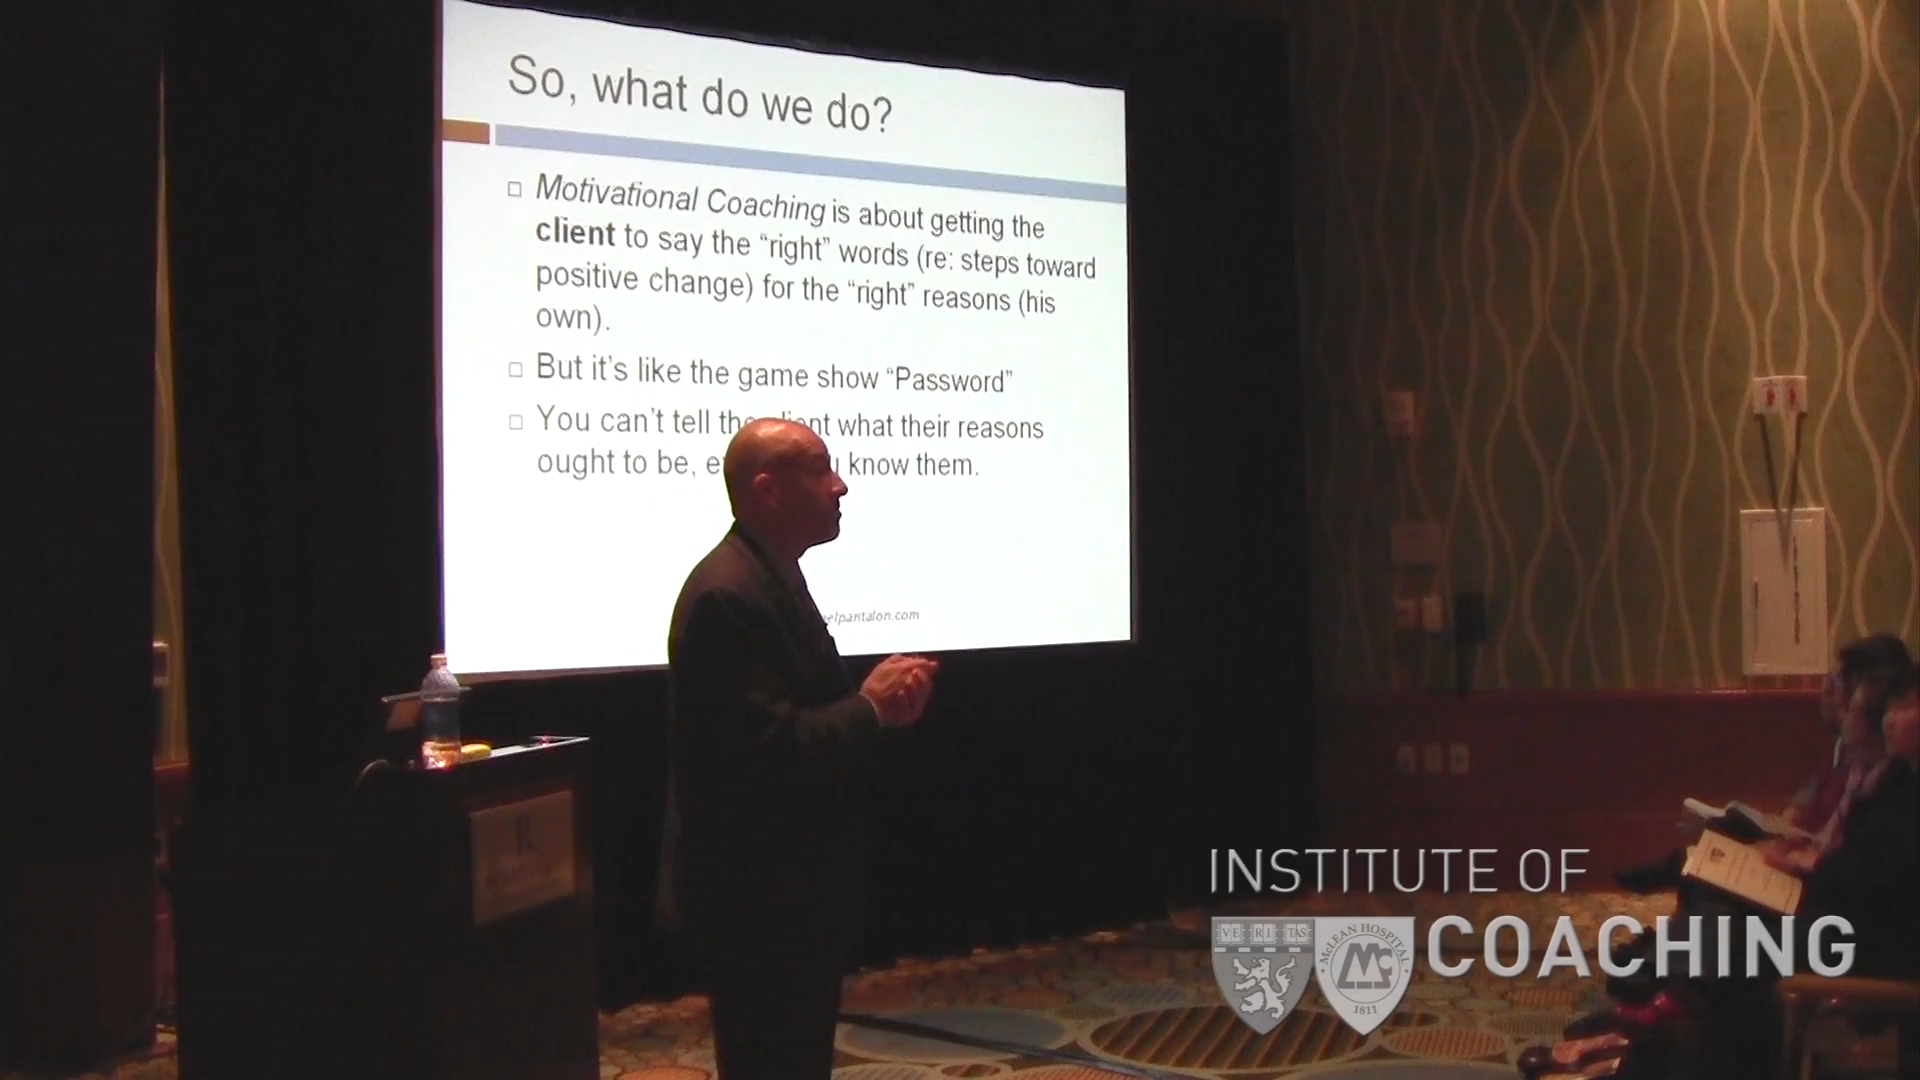 So, what do we do?
Motivational Coaching is about getting the
client to say the “right” words (re: steps toward
positive change) for the “right” reasons (his
own).
But it’s like the game show “Password”
You can’t tell the client what their reasons
ought to be, know them.
elpantalon.com
R
INSTITUTE OF
COACHING
VE RI TAS
McLEAN HOSPITAL
1811